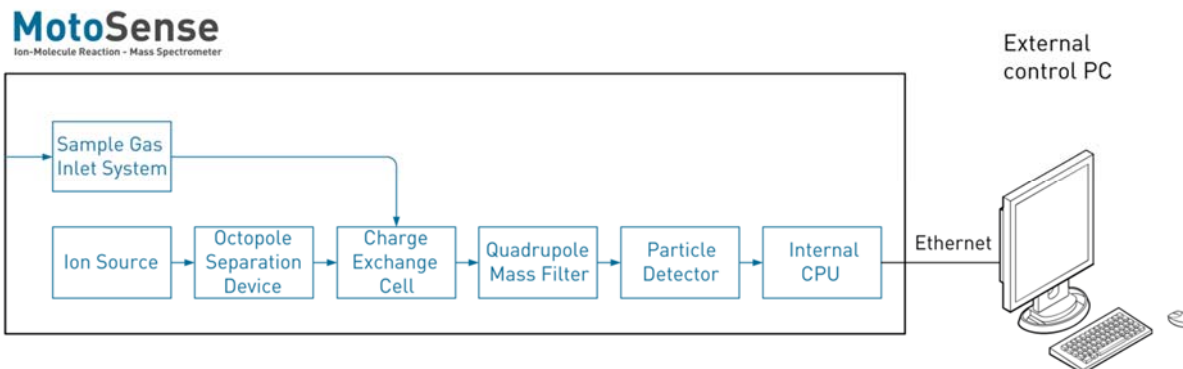 MotoSense
Ion-Molecule Reaction - Mass Spectrometer
External
control PC
Sample Gas
Inlet System
Ion Source
Octopole
Separation
Device
Charge
Exchange
Cell
Quadrupole
Mass Filter
Particle
Detector
Internal
CPU
Ethernet